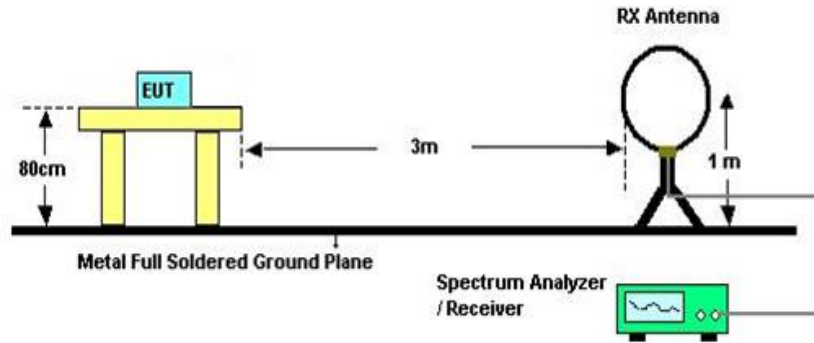 RX Antenna
EUT
3m
80cm
1 m
Metal Full Soldered Ground Plane
Spectrum Analyzer
/ Receiver